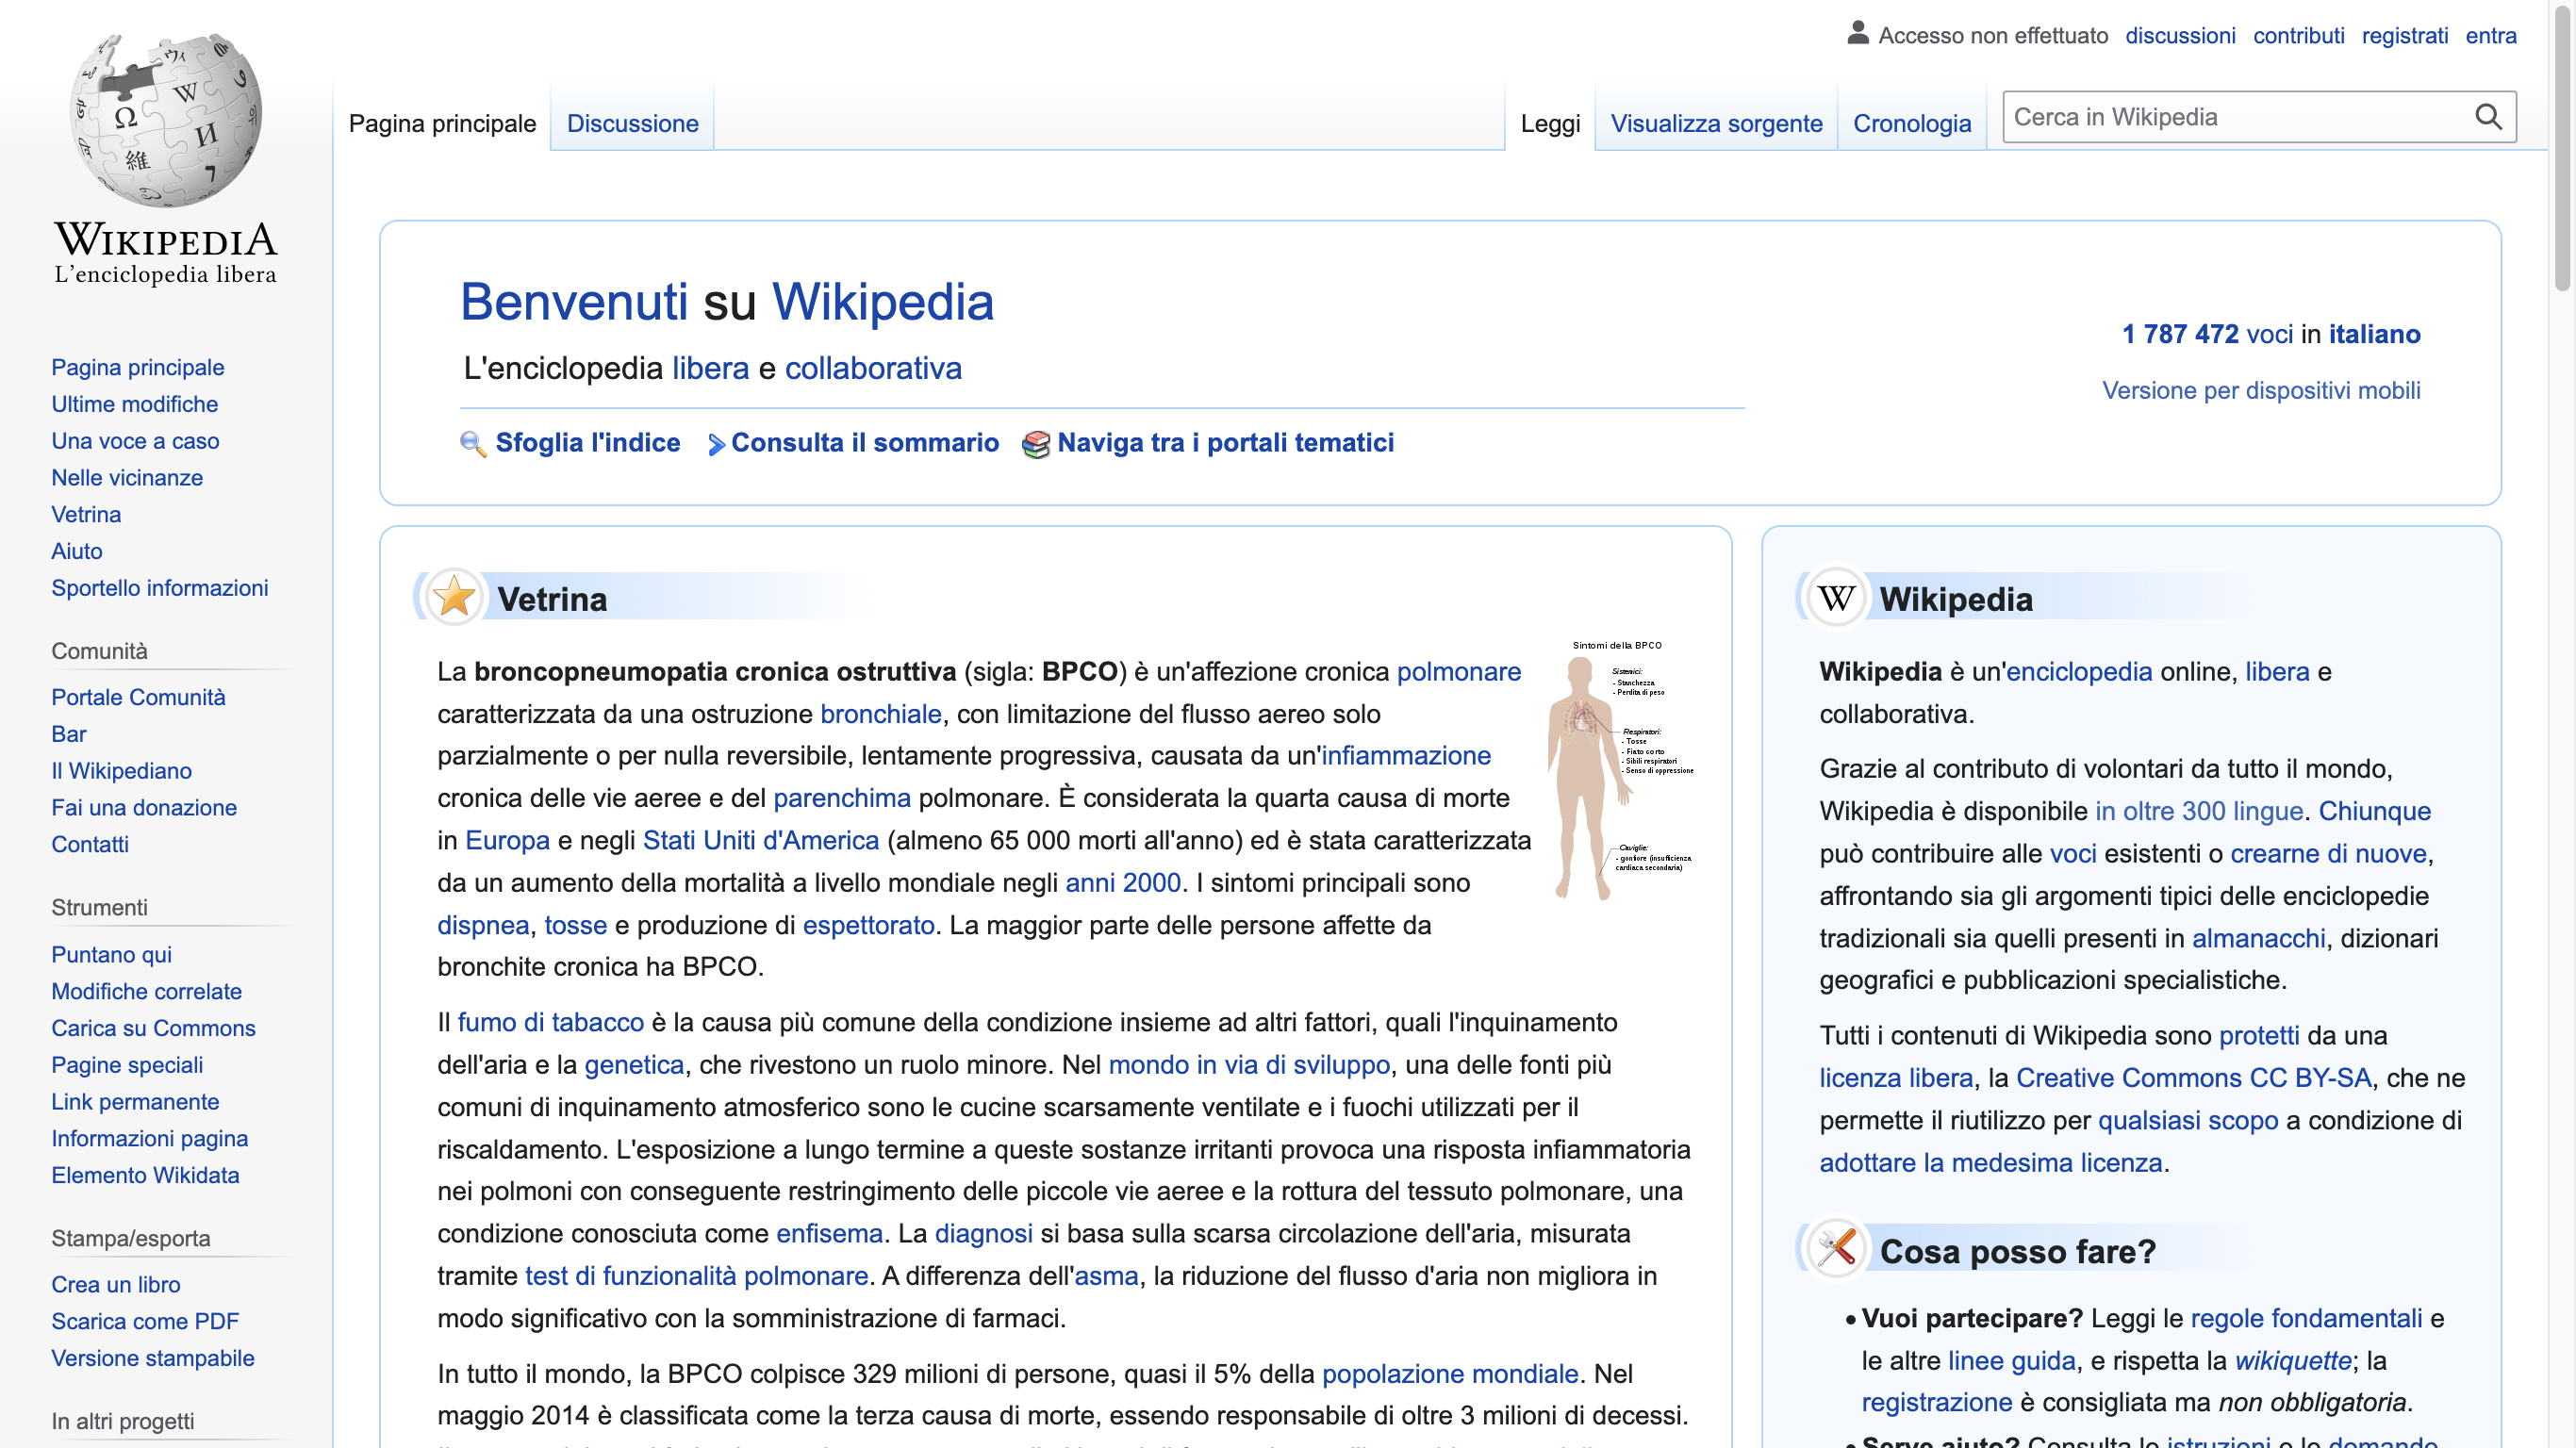 Accesso non effettuato discussioni contributi registrati entra
Pagina principale Discussione Leggi Visualizza sorgente Cronologia Cerca in Wikipedia
WIKIPEDIA
L'enciclopedia libera
Pagina principale
Ultime modifiche
Una voce a caso
Nelle vicinanze
Vetrina
Aiuto
Sportello informazioni
Comunità
Portale Comunità
Bar
Il Wikipediano
Fai una donazione
Contatti
Strumenti
Puntano qui
Modifiche correlate
Carica su Commons
Pagine speciali
Link permanente
Informazioni pagina
Elemento Wikidata
Stampa/esporta
Crea un libro
Scarica come PDF
Versione stampabile
In altri progetti
Benvenuti su Wikipedia
L'enciclopedia libera e collaborativa
Sfoglia l'indice Consulta il sommario Naviga tra i portali tematici
1 787 472 voci in italiano
Versione per dispositivi mobili
Vetrina
La broncopneumopatia cronica ostruttiva (sigla: BPCO) è un'affezione cronica polmonare
caratterizzata da una ostruzione bronchiale, con limitazione del flusso aereo solo
parzialmente o per nulla reversibile, lentamente progressiva, causata da un'infiammazione
cronica delle vie aeree e del parenchima polmonare. È considerata la quarta causa di morte
in Europa e negli Stati Uniti d'America (almeno 65 000 morti all'anno) ed è stata caratterizzata
da un aumento della mortalità a livello mondiale negli anni 2000. I sintomi principali sono
dispnea, tosse e produzione di espettorato. La maggior parte delle persone affette da
bronchite cronica ha BPCO.
Sintomi della BPCO
Sistemici:
- Stanchezza
- Perdita di peso
Respiratori:
- Tosse
- Fiato corto
- Sibili respiratori
- Senso di oppressione
Caviglie:
- gonfiore (insufficienza
cardiaca secondaria)
Il fumo di tabacco è la causa più comune della condizione insieme ad altri fattori, quali l'inquinamento
dell'aria e la genetica, che rivestono un ruolo minore. Nel mondo in via di sviluppo, una delle fonti più
comuni di inquinamento atmosferico sono le cucine scarsamente ventilate e i fuochi utilizzati per il
riscaldamento. L'esposizione a lungo termine a queste sostanze irritanti provoca una risposta infiammatoria
nei polmoni con conseguente restringimento delle piccole vie aeree e la rottura del tessuto polmonare, una
condizione conosciuta come enfisema. La diagnosi si basa sulla scarsa circolazione dell'aria, misurata
tramite test di funzionalità polmonare. A differenza dell'asma, la riduzione del flusso d'aria non migliora in
modo significativo con la somministrazione di farmaci.
In tutto il mondo, la BPCO colpisce 329 milioni di persone, quasi il 5% della popolazione mondiale. Nel
maggio 2014 è classificata come la terza causa di morte, essendo responsabile di oltre 3 milioni di decessi.
Wikipedia
Wikipedia è un'enciclopedia online, libera e
collaborativa.
Grazie al contributo di volontari da tutto il mondo,
Wikipedia è disponibile in oltre 300 lingue. Chiunque
può contribuire alle voci esistenti o crearne di nuove,
affrontando sia gli argomenti tipici delle enciclopedie
tradizionali sia quelli presenti in almanacchi, dizionari
geografici e pubblicazioni specialistiche.
Tutti i contenuti di Wikipedia sono protetti da una
licenza libera, la Creative Commons CC BY-SA, che ne
permette il riutilizzo per qualsiasi scopo a condizione di
adottare la medesima licenza.
Cosa posso fare?
• Vuoi partecipare? Leggi le regole fondamentali e
le altre linee guida, e rispetta la wikiquette; la
registrazione è consigliata ma non obbligatoria.
• Serve aiuto? Consulta le istruzioni e le domande